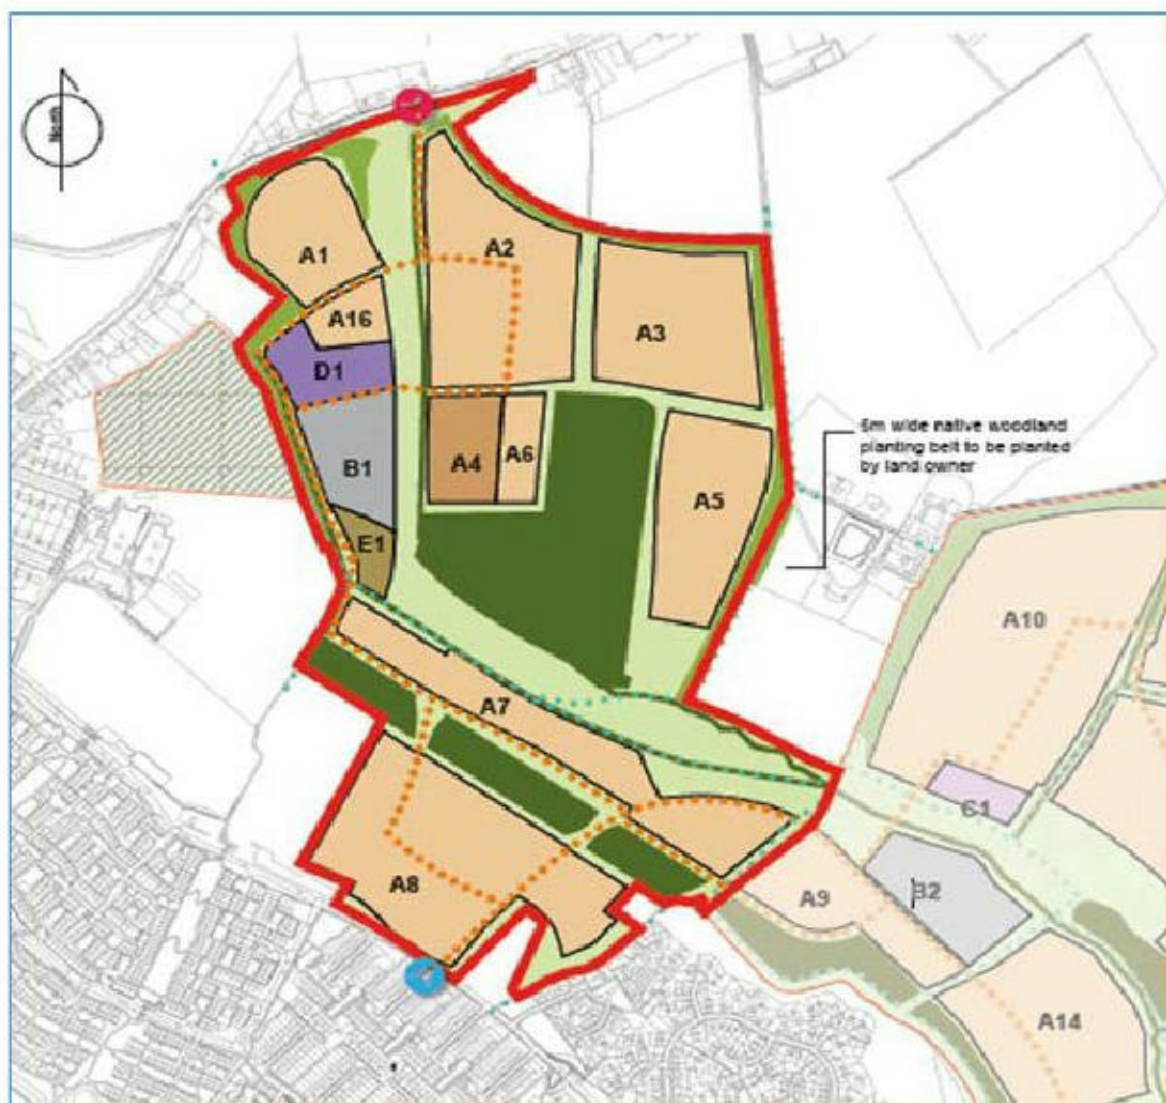 North
A1
A2
A16
A3
D1
A4
A6
B1
A5
E1
6m wide native woodland
planting belt to be planted
by land owner
A10
A7
C1
A8
A9
B2
A14